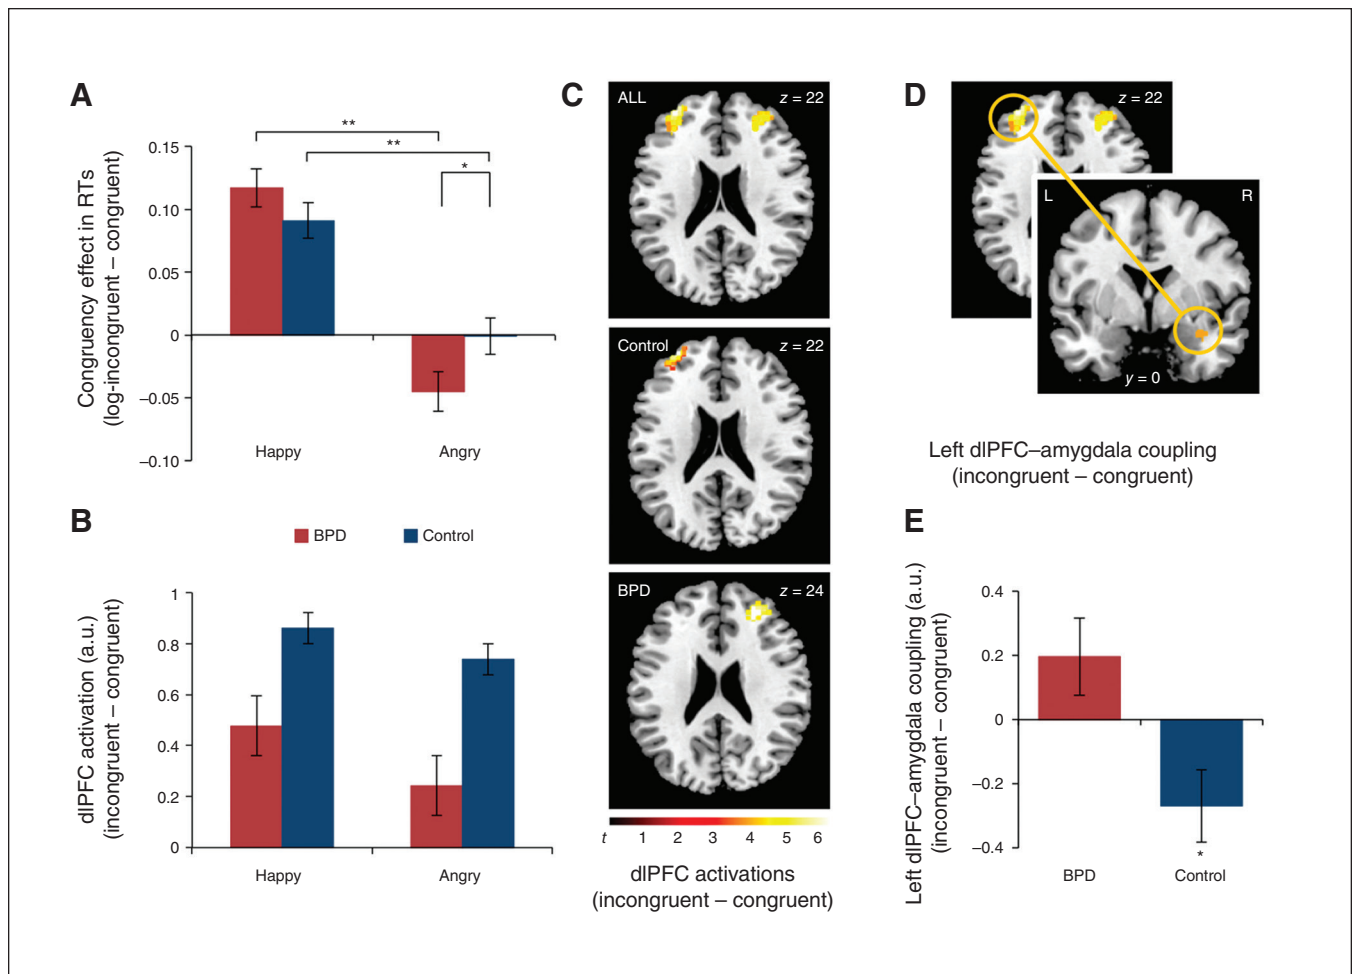 A
Congruency effect in RTs
(log-incongruent – congruent)
0.15
0.10
0.05
0
–0.05
–0.10
**
**
*
Happy
Angry
B
BPD
Control
dlPFC activation (a.u.)
(incongruent – congruent)
1
0.8
0.6
0.4
0.2
0
Happy
Angry
C
ALL
z = 22
Control
z = 22
BPD
z = 24
t 1 2 3 4 5 6
dlPFC activations
(incongruent – congruent)
D
z = 22
L
R
y = 0
Left dlPFC–amygdala coupling
(incongruent – congruent)
E
Left dlPFC–amygdala coupling (a.u.)
(incongruent – congruent)
0.4
0.2
0
–0.2
–0.4
*
BPD
Control